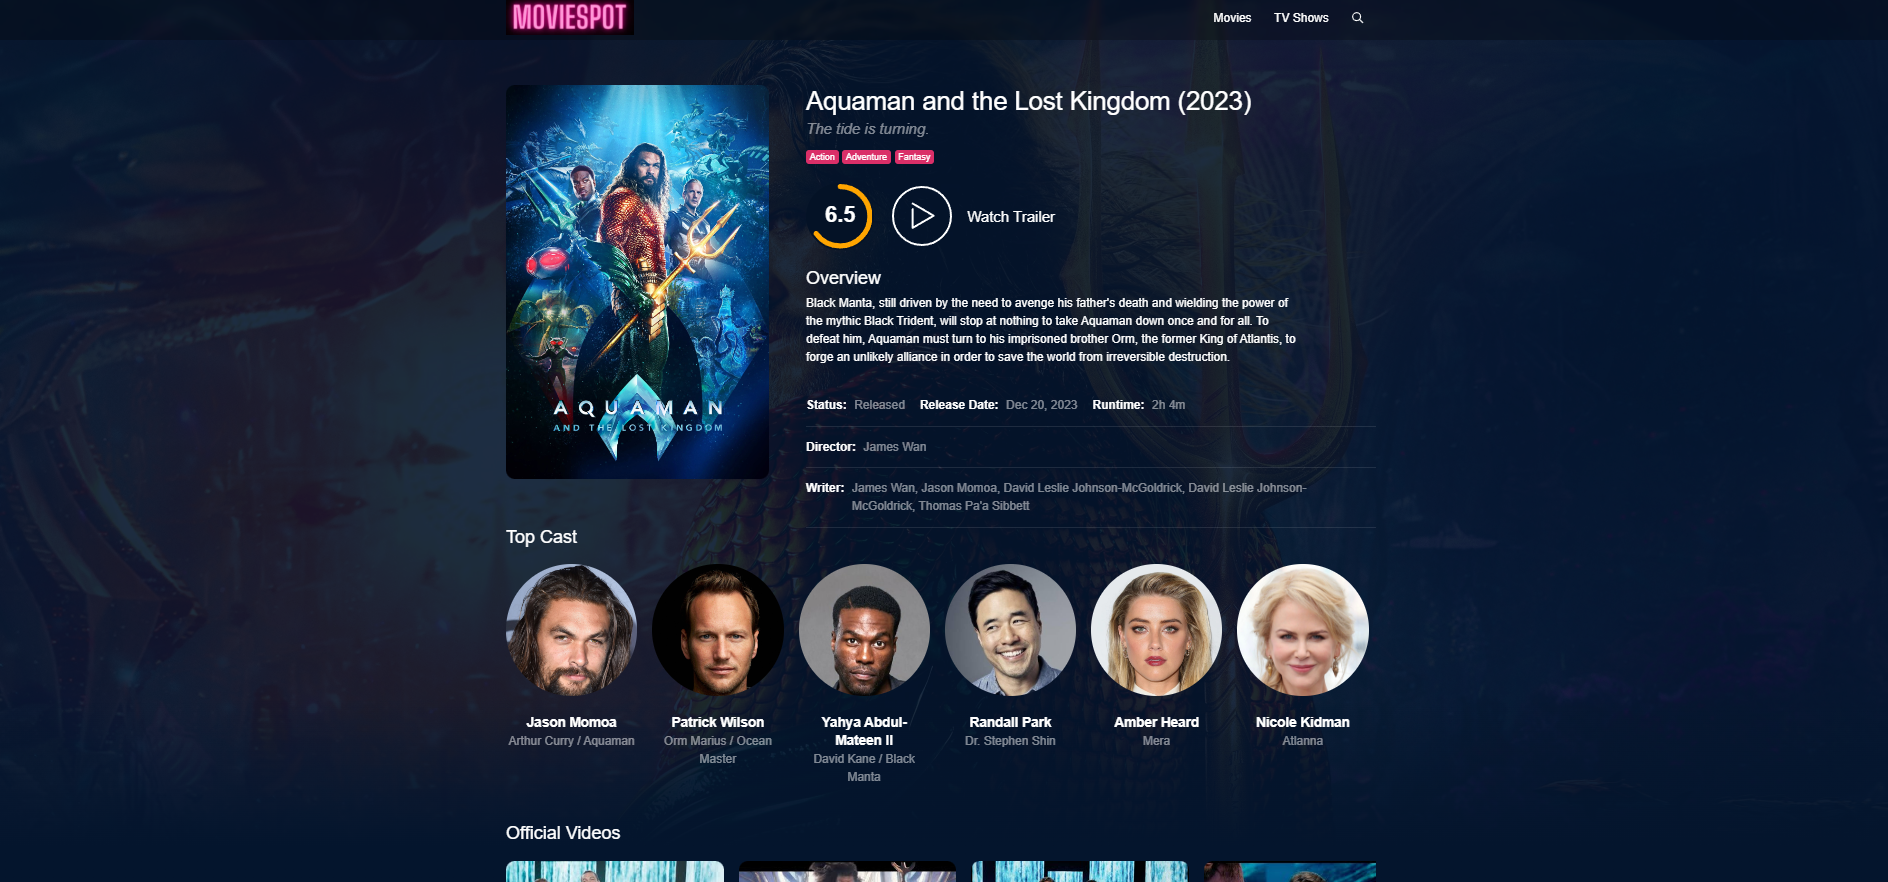 MOVIESPOT
Movies
TV Shows
Aquaman and the Lost Kingdom (2023)
The tide is turning.
Action
Adventure
Fantasy
6.5
Watch Trailer
Overview
Black Manta, still driven by the need to avenge his father's death and wielding the power of
the mythic Black Trident, will stop at nothing to take Aquaman down once and for all. To
defeat him, Aquaman must turn to his imprisoned brother Orm, the former King of Atlantis, to
forge an unlikely alliance in order to save the world from irreversible destruction.
Status: Released Release Date: Dec 20, 2023 Runtime: 2h 4m
Director: James Wan
Writer: James Wan, Jason Momoa, David Leslie Johnson-McGoldrick, David Leslie Johnson-
McGoldrick, Thomas Pa'a Sibbett
AQUAMAN
AND THE LOST KINGDOM
Top Cast
Jason Momoa
Arthur Curry / Aquaman
Patrick Wilson
Orm Marius / Ocean
Master
Yahya Abdul-
Mateen II
David Kane / Black
Manta
Randall Park
Dr. Stephen Shin
Amber Heard
Mera
Nicole Kidman
Atlanna
Official Videos